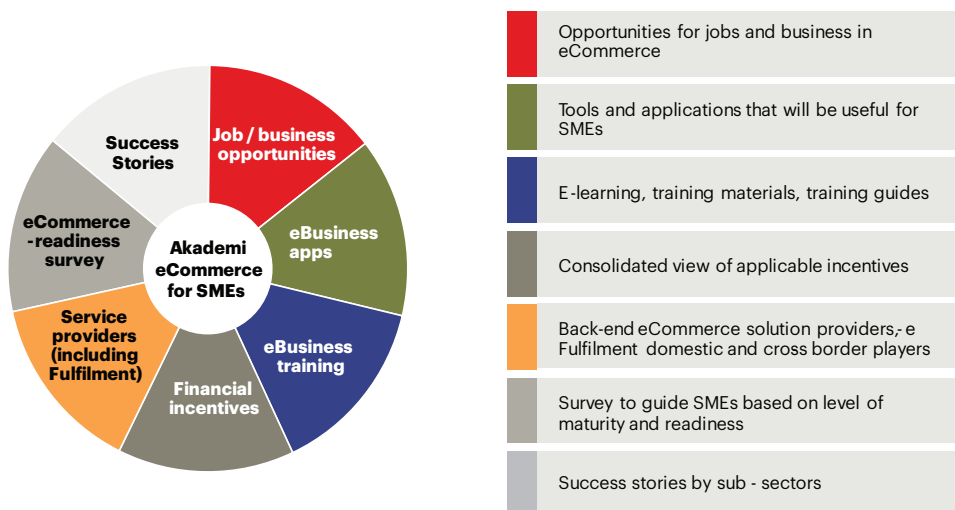 Job / business
opportunities
eBusiness
apps
eBusiness
training
Financial
incentives
Service
providers
(including
Fulfilment)
eCommerce
-readiness
survey
Success
Stories
Akademi
eCommerce
for SMEs
Opportunities for jobs and business in
eCommerce
Tools and applications that will be useful for
SMEs
E-learning, training materials, training guides
Consolidated view of applicable incentives
Back-end eCommerce solution providers,- e
Fulfilment domestic and cross border players
Survey to guide SMEs based on level of
maturity and readiness
Success stories by sub - sectors